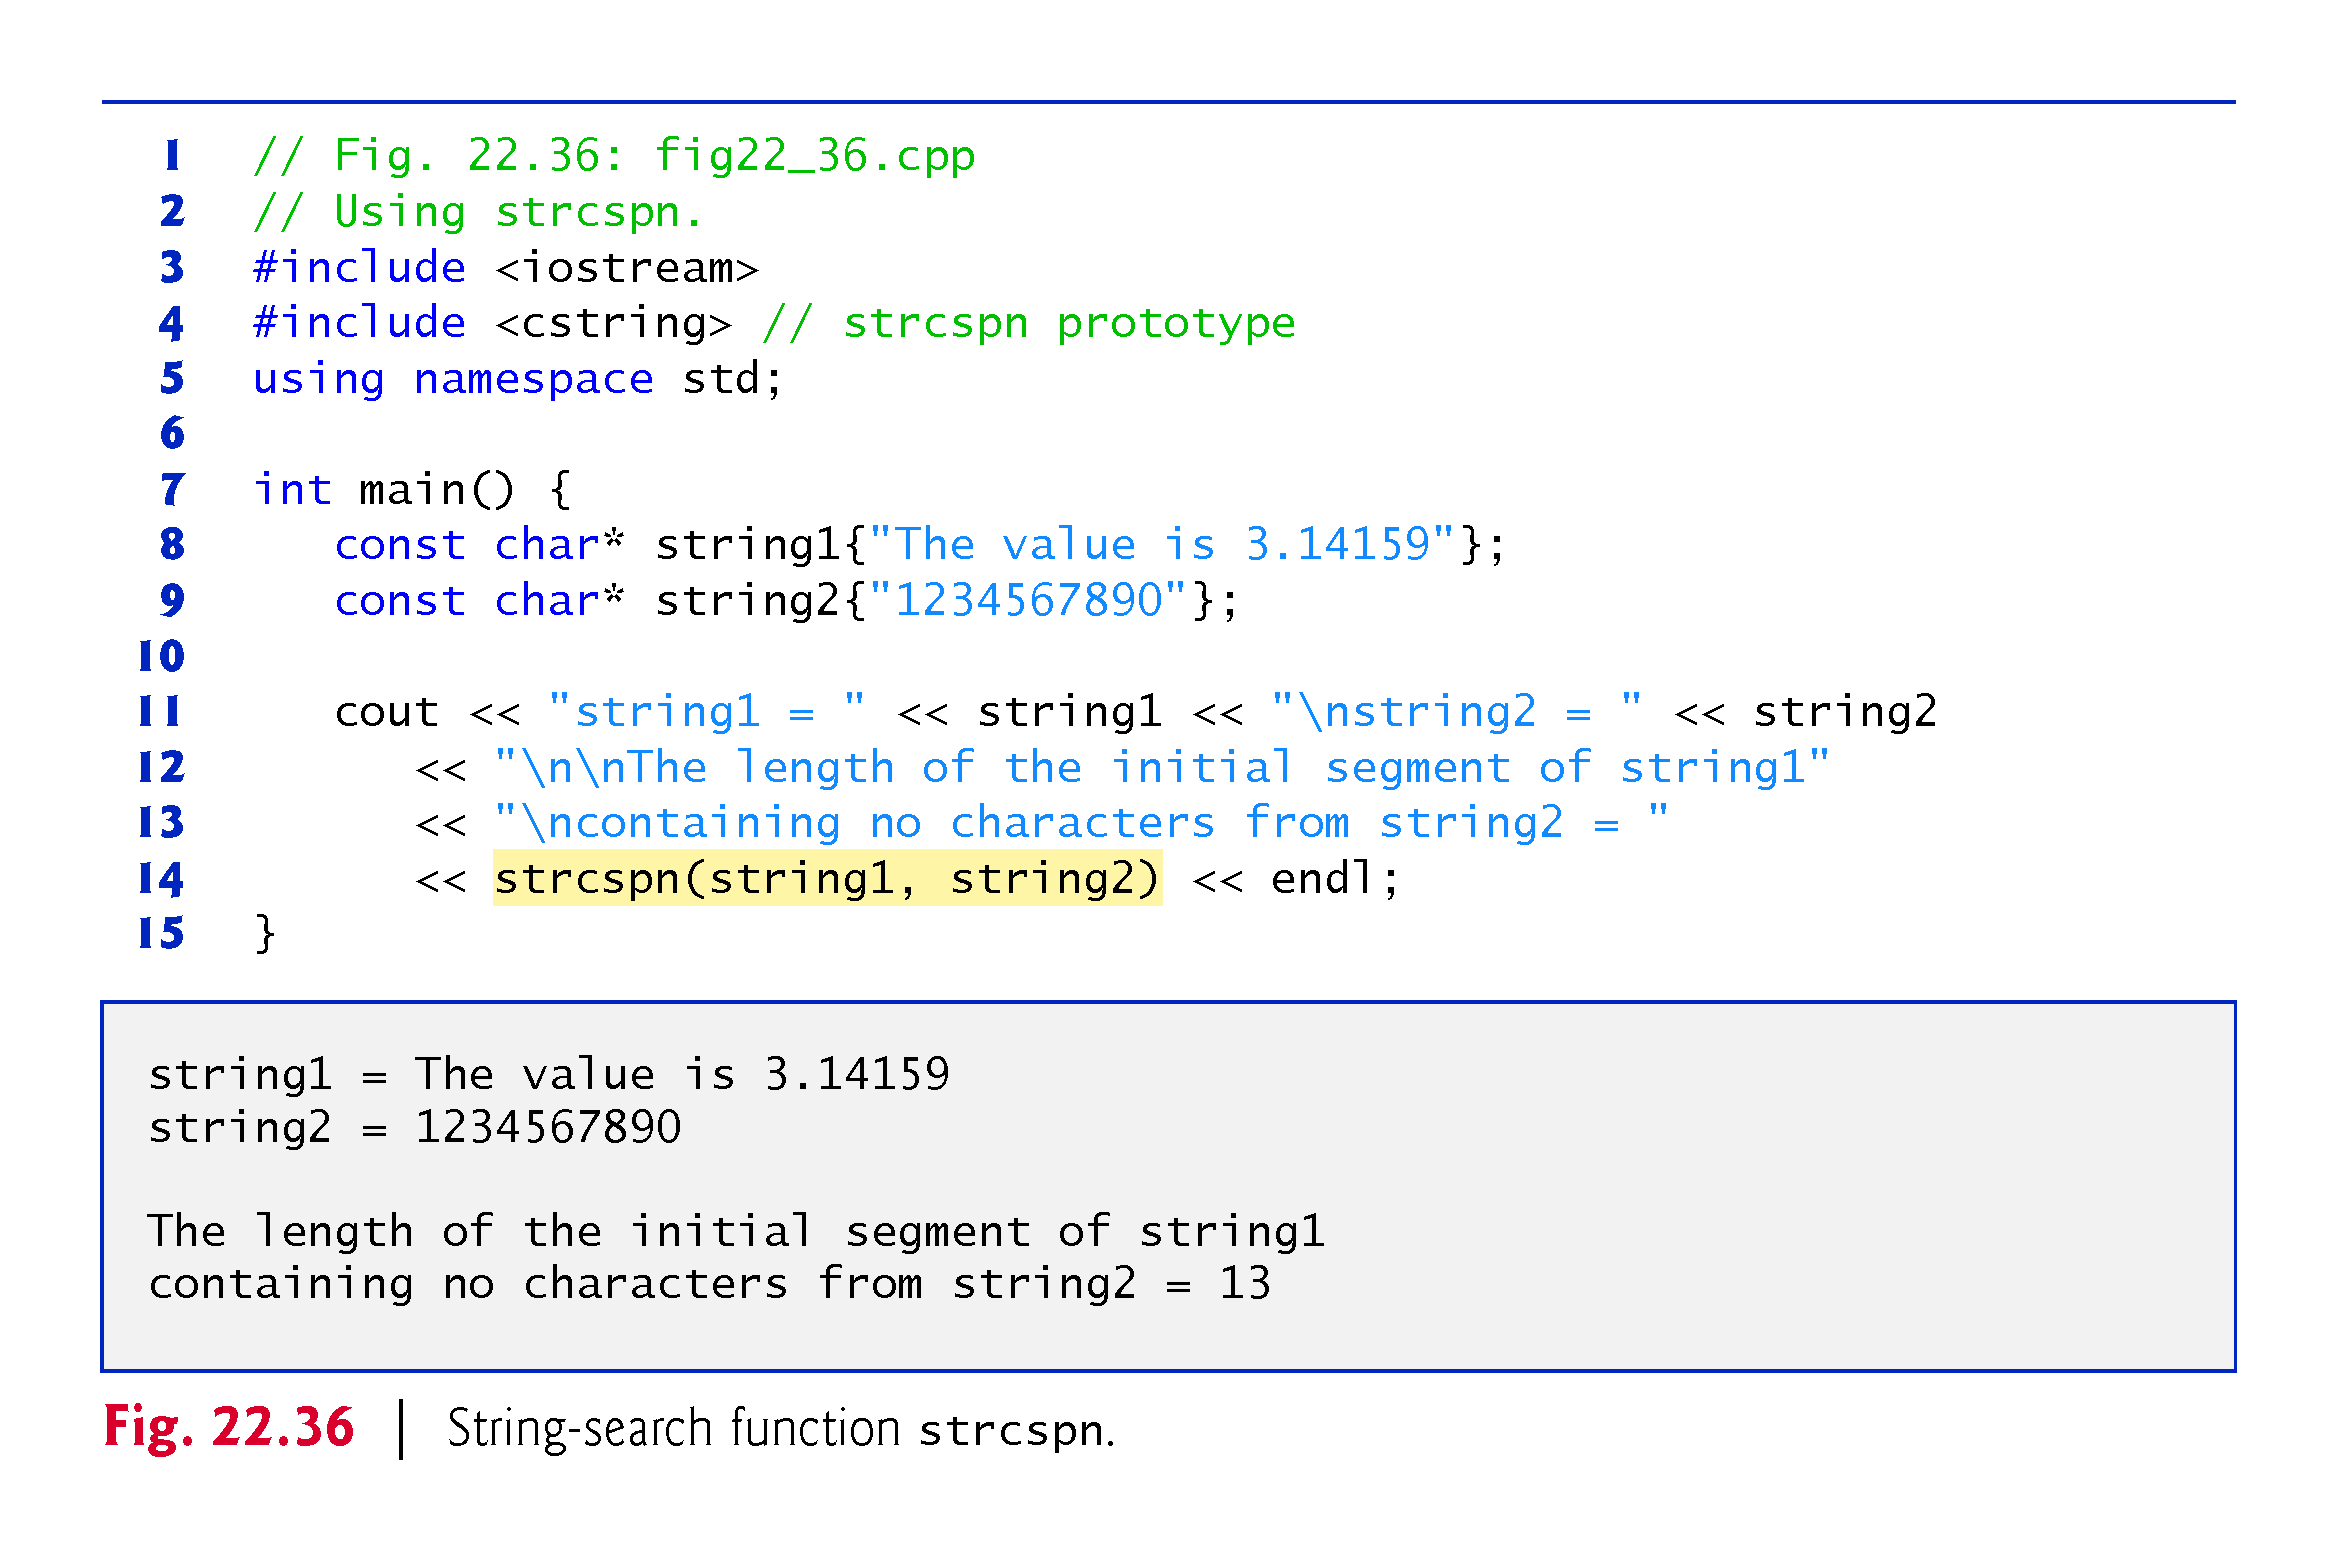 1 // Fig. 22.36: fig22_36.cpp
2 // Using strcspn.
3 #include <iostream>
4 #include <cstring> // strcspn prototype
5 using namespace std;
6
7 int main() {
8    const char* string1{"The value is 3.14159"};
9    const char* string2{"1234567890"};
10
11    cout << "string1 = " << string1 << "\nstring2 = " << string2
12       << "\n\nThe length of the initial segment of string1"
13       << "\ncontaining no characters from string2 = "
14       << strcspn(string1, string2) << endl;
15 }
string1 = The value is 3.14159
string2 = 1234567890
The length of the initial segment of string1
containing no characters from string2 = 13
Fig. 22.36 | String-search function strcspn.